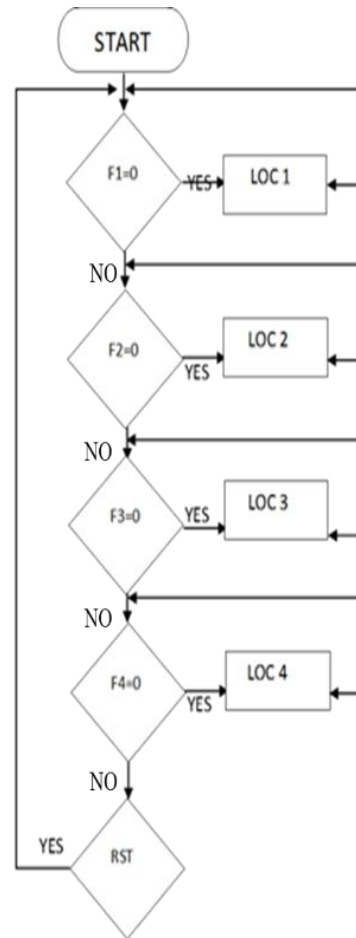 START
F1=0
YES
LOC 1
NO
F2=0
YES
LOC 2
NO
F3=0
YES
LOC 3
NO
F4=0
YES
LOC 4
NO
YES
RST